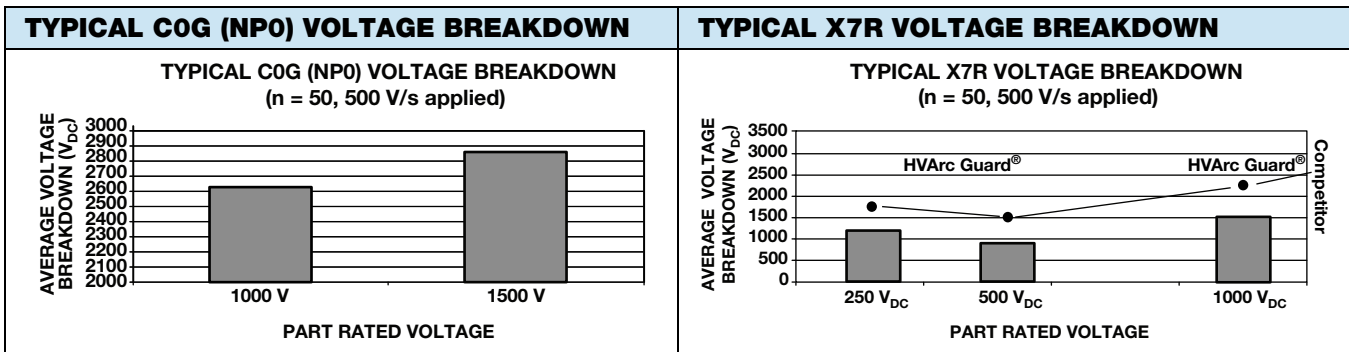 TYPICAL C0G (NP0) VOLTAGE BREAKDOWN
TYPICAL C0G (NP0) VOLTAGE BREAKDOWN
(n = 50, 500 V/s applied)
AVERAGE VOLTAGE
BREAKDOWN (VDC)
3000
2900
2800
2700
2600
2500
2400
2300
2200
2100
2000
1000 V
1500 V
PART RATED VOLTAGE
TYPICAL X7R VOLTAGE BREAKDOWN
TYPICAL X7R VOLTAGE BREAKDOWN
(n = 50, 500 V/s applied)
AVERAGE VOLTAGE
BREAKDOWN (VDC)
3500
3000
2500
2000
1500
1000
500
0
HVArc Guard®
HVArc Guard®
Competitor
250 VDC
500 VDC
1000 VDC
PART RATED VOLTAGE